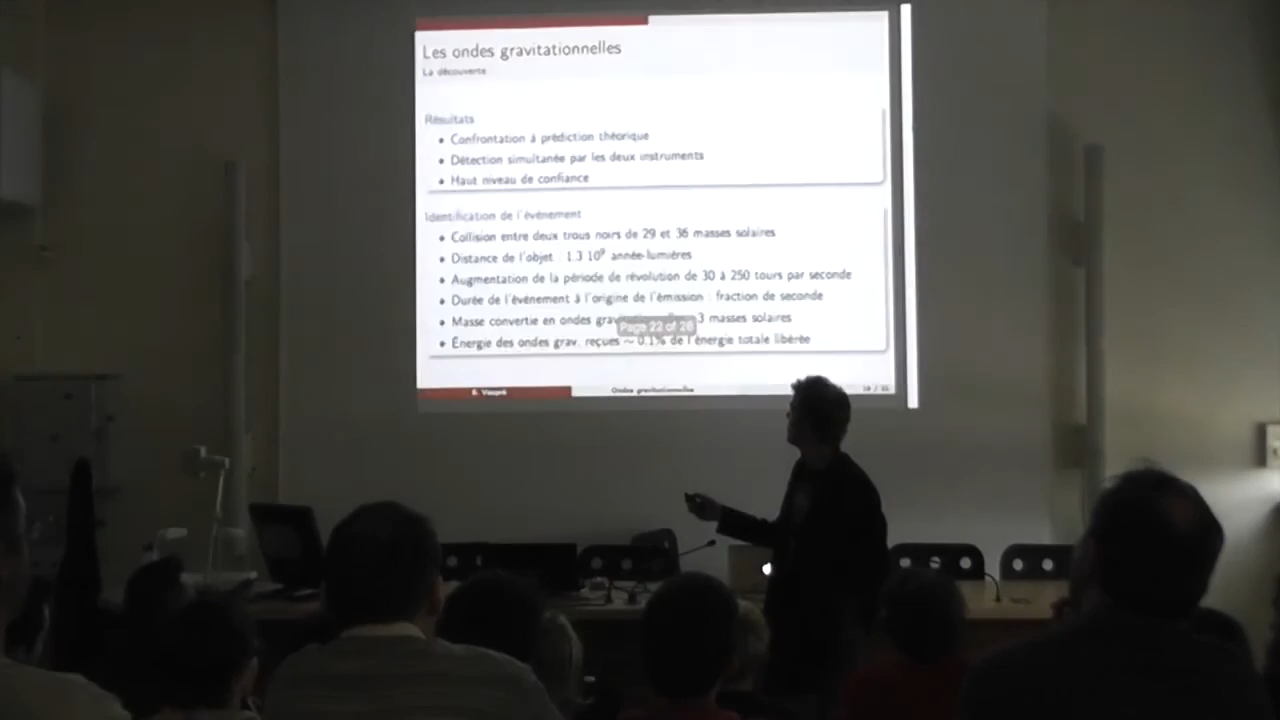 Les ondes gravitationnelles
La découverte
Résultats
• Confrontation à prédiction théorique
• Détection simultanée par les deux instruments
• Haut niveau de confiance
Identification de l'événement
• Collision entre deux trous noirs de 29 et 36 masses solaires
• Distance de l'objet : 1.3 10⁹ année-lumières
• Augmentation de la période de révolution de 30 à 250 tours par seconde
• Durée de l'événement à l'origine de l'émission : fraction de seconde
• Masse convertie en ondes 3 masses solaires
Page 22 of 26
• Énergie des ondes grav. reçues ~ 0.1% de l'énergie totale libérée
Ondes gravitationnelles